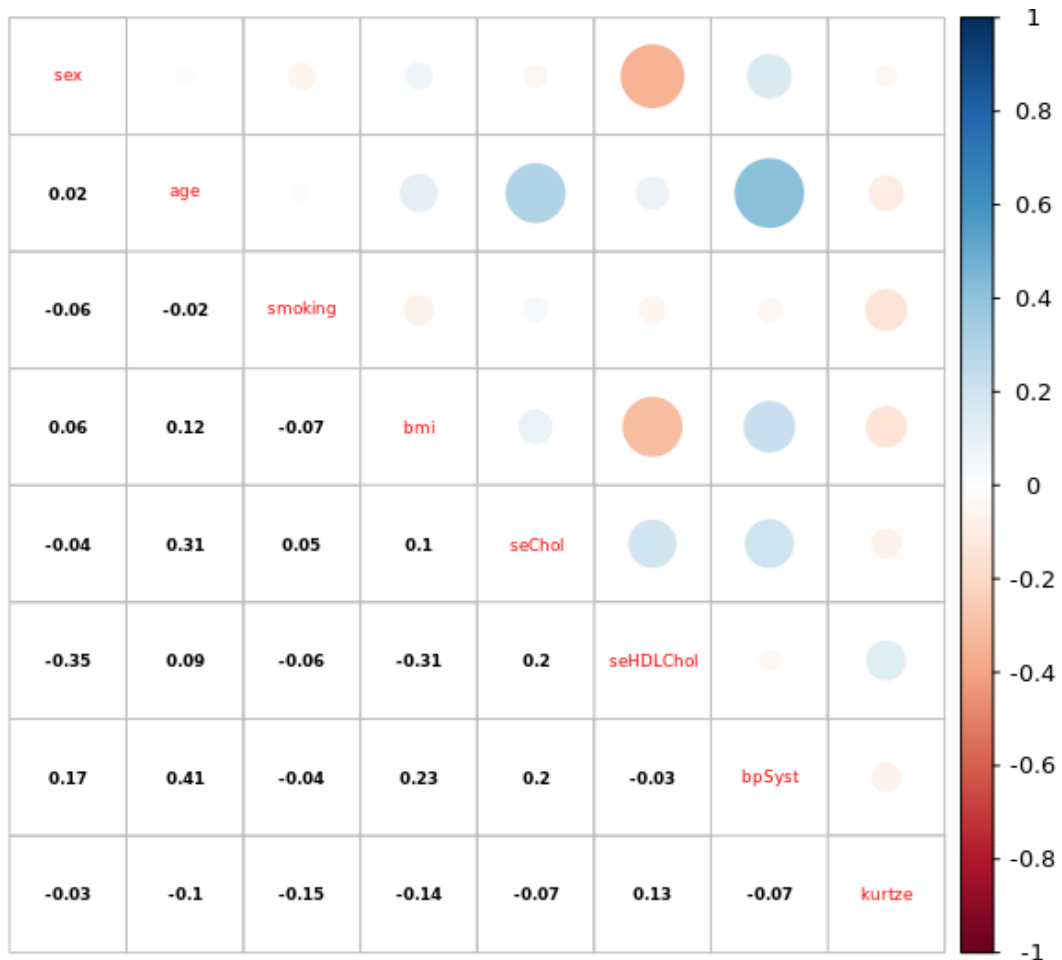 sex
0.02 age
-0.06 -0.02 smoking
0.06 0.12 -0.07 bmi
-0.04 0.31 0.05 0.1 seChol
-0.35 0.09 -0.06 -0.31 0.2 seHDLChol
0.17 0.41 -0.04 0.23 0.2 -0.03 bpSyst
-0.03 -0.1 -0.15 -0.14 -0.07 0.13 -0.07 kurtze
1
0.8
0.6
0.4
0.2
0
-0.2
-0.4
-0.6
-0.8
-1